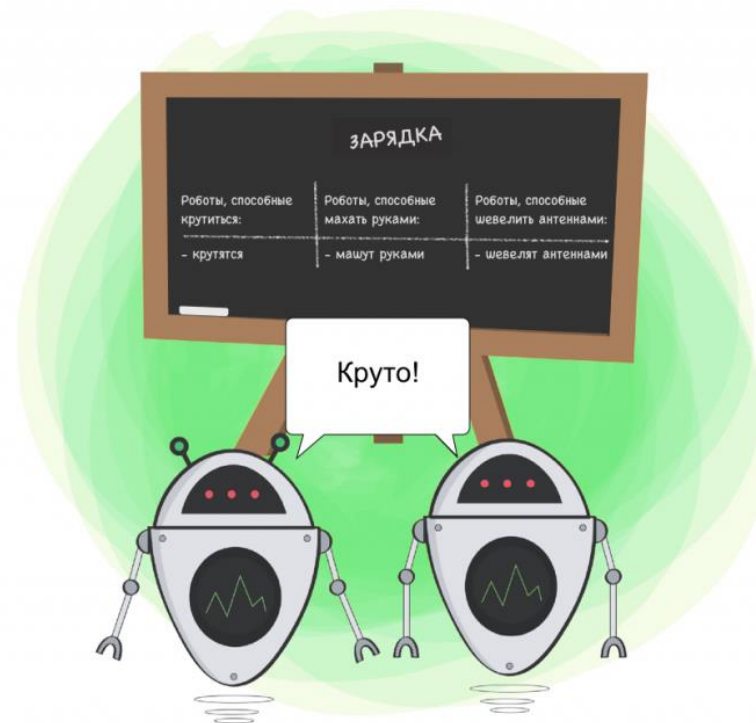 ЗАРЯДКА
Роботы, способные
крутиться:
- крутятся
Роботы, способные
махать руками:
- машут руками
Роботы, способные
шевелить антеннами:
- шевелят антеннами
Круто!